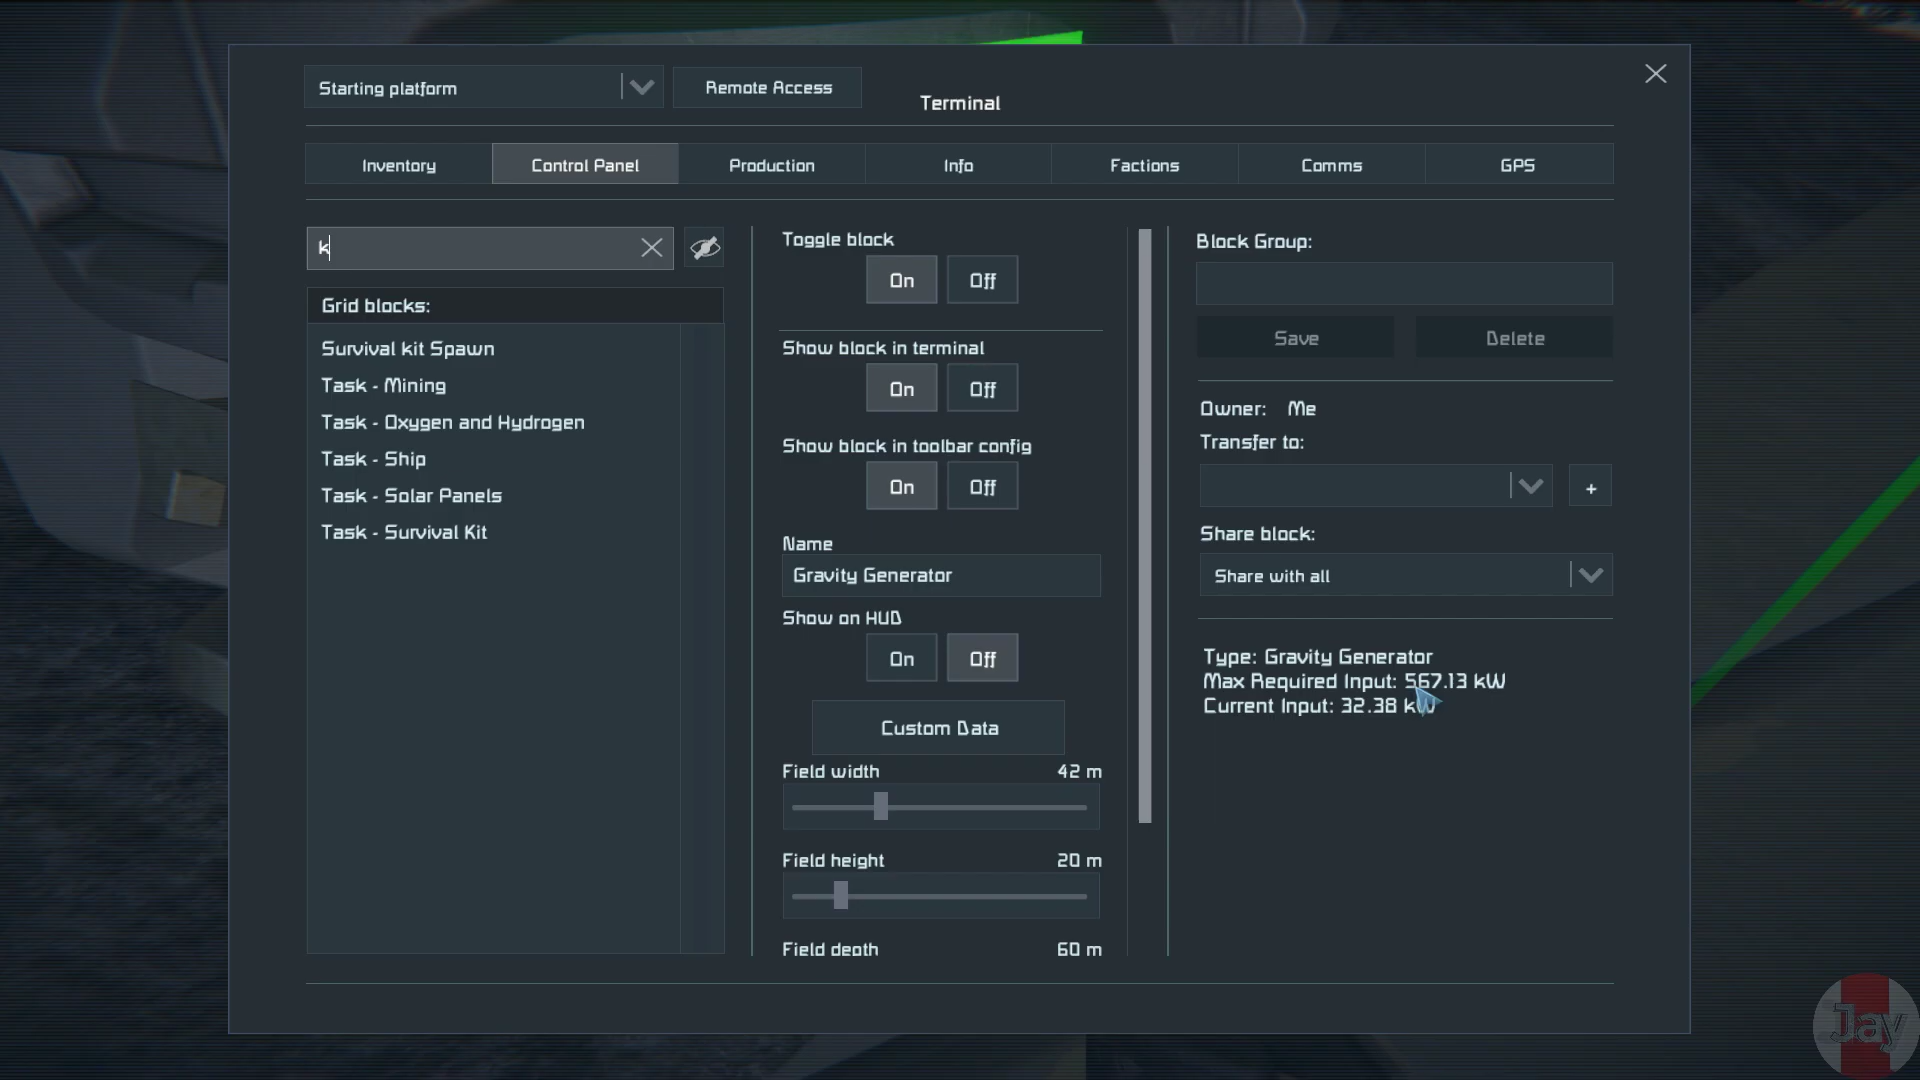 Starting platform
Remote Access
Terminal
Inventory
Control Panel
Production
Info
Factions
Comms
GPS
k
Grid blocks:
Survival kit Spawn
Task - Mining
Task - Oxygen and Hydrogen
Task - Ship
Task - Solar Panels
Task - Survival Kit
Toggle block
On Off
Show block in terminal
On Off
Show block in toolbar config
On Off
Name
Gravity Generator
Show on HUD
On Off
Custom Data
Field width 42 m
Field height 20 m
Field depth 60 m
Block Group:
Save Delete
Owner: Me
Transfer to:
+
Share block:
Share with all
Type: Gravity Generator
Max Required Input: 567.13 kW
Current Input: 32.38 kW
Jay